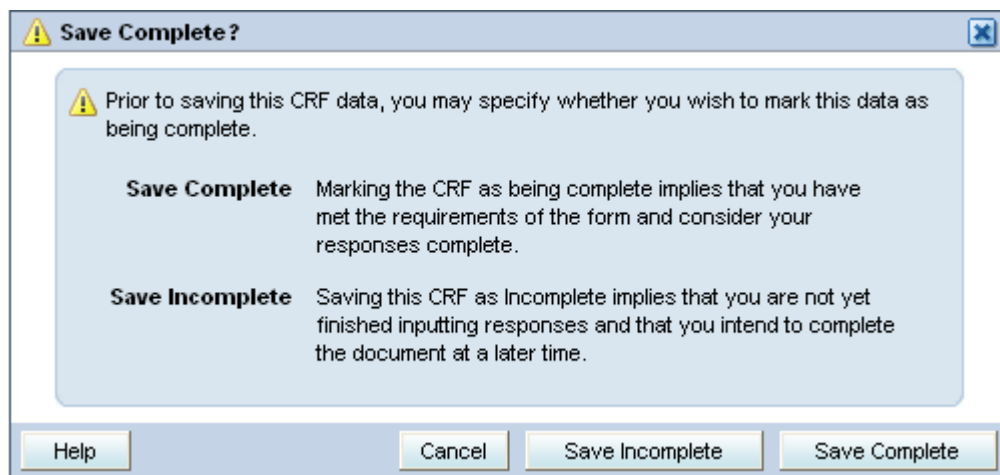 Save Complete?
Prior to saving this CRF data, you may specify whether you wish to mark this data as
being complete.
Save Complete Marking the CRF as being complete implies that you have
met the requirements of the form and consider your
responses complete.
Save Incomplete Saving this CRF as Incomplete implies that you are not yet
finished inputting responses and that you intend to complete
the document at a later time.
Help Cancel Save Incomplete Save Complete